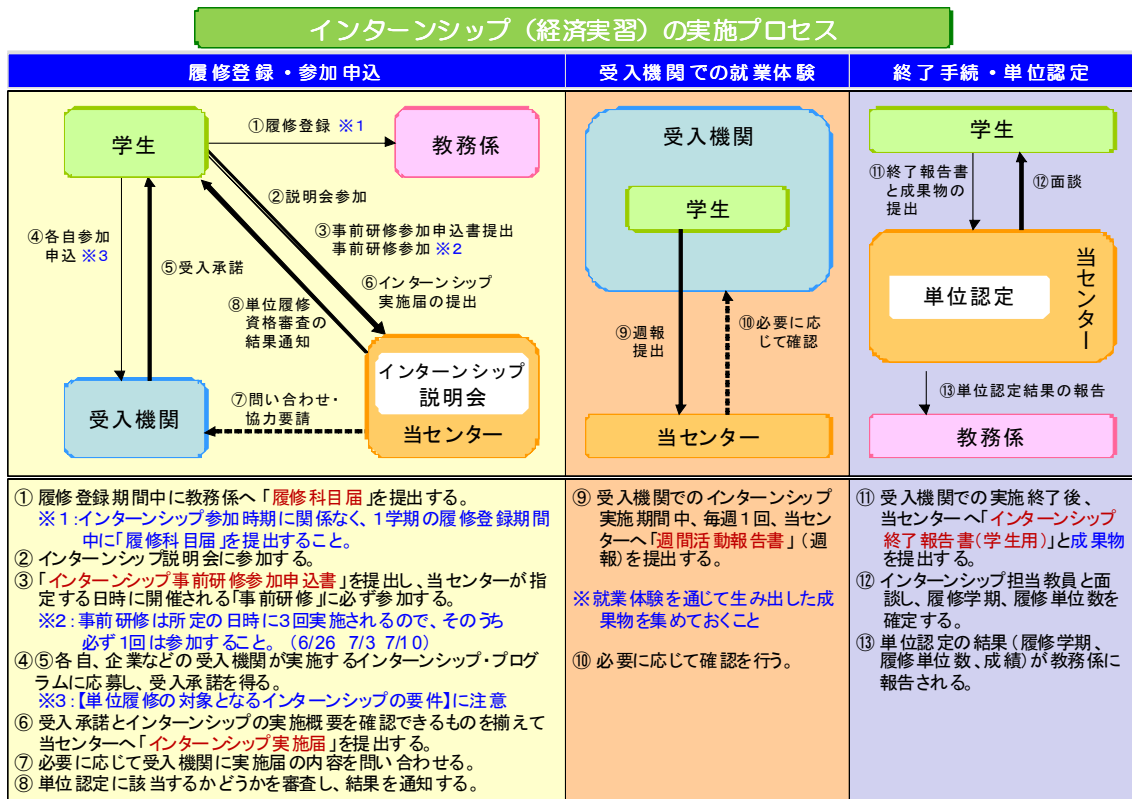 インターンシップ（経済実習）の実施プロセス
履修登録・参加申込
受入機関での就業体験
終了手続・単位認定
学生
①履修登録 ※1
教務係
②説明会参加
③事前研修参加申込書提出
事前研修参加 ※2
④各自参加
申込 ※3
⑤受入承諾
⑥インターンシップ
実施届の提出
⑧単位履修
資格審査の
結果通知
インターンシップ
説明会
当センター
受入機関
⑦問い合わせ・
協力要請
受入機関
学生
⑨週報
提出
⑩必要に応
じて確認
当センター
学生
⑪終了報告書
と成果物の
提出
⑫面談
単位認定
当センター
⑬単位認定結果の報告
教務係
① 履修登録期間中に教務係へ「履修科目届」を提出する。
※1：インターンシップ参加時期に関係なく、1学期の履修登録期間
中に「履修科目届」を提出すること。
② インターンシップ説明会に参加する。
③ 「インターンシップ事前研修参加申込書」を提出し、当センターが指
定する日時に開催される「事前研修」に必ず参加する。
※2：事前研修は所定の日時に3回実施されるので、そのうち
必ず1回は参加すること。（6/26 7/3 7/10）
④⑤各自、企業などの受入機関が実施するインターンシップ・プログ
ラムに応募し、受入承諾を得る。
※3：【単位履修の対象となるインターンシップの要件】に注意
⑥ 受入承諾とインターンシップの実施概要を確認できるものを揃えて
当センターへ「インターンシップ実施届」を提出する。
⑦ 必要に応じて受入機関に実施届の内容を問い合わせる。
⑧ 単位認定に該当するかどうかを審査し、結果を通知する。
⑨ 受入機関でのインターンシップ
実施期間中、毎週1回、当セン
ターへ「週間活動報告書」（週
報）を提出する。
※就業体験を通じて生み出した成
果物を集めておくこと
⑩ 必要に応じて確認を行う。
⑪ 受入機関での実施終了後、
当センターへ「インターンシップ
終了報告書(学生用)」と成果物
を提出する。
⑫ インターンシップ担当教員と面
談し、履修学期、履修単位数を
確定する。
⑬ 単位認定の結果（履修学期、
履修単位数、成績）が教務係に
報告される。